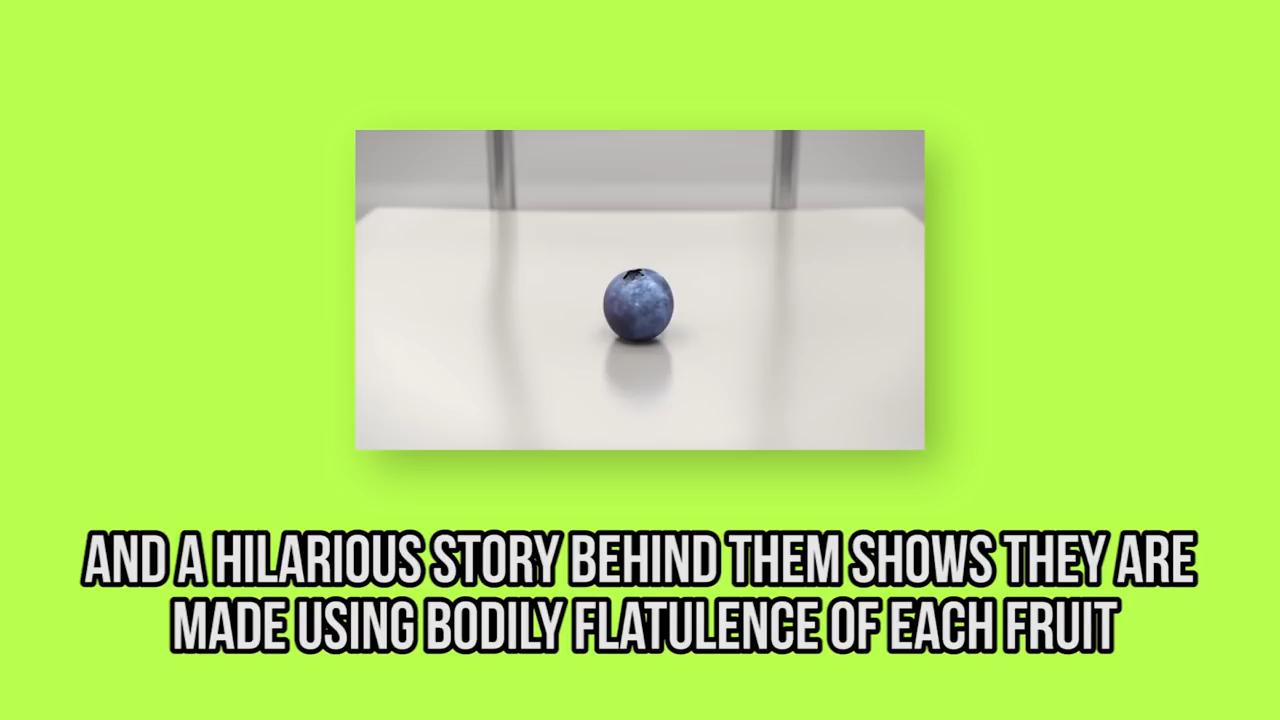 AND A HILARIOUS STORY BEHIND THEM SHOWS THEY ARE
MADE USING BODILY FLATULENCE OF EACH FRUIT